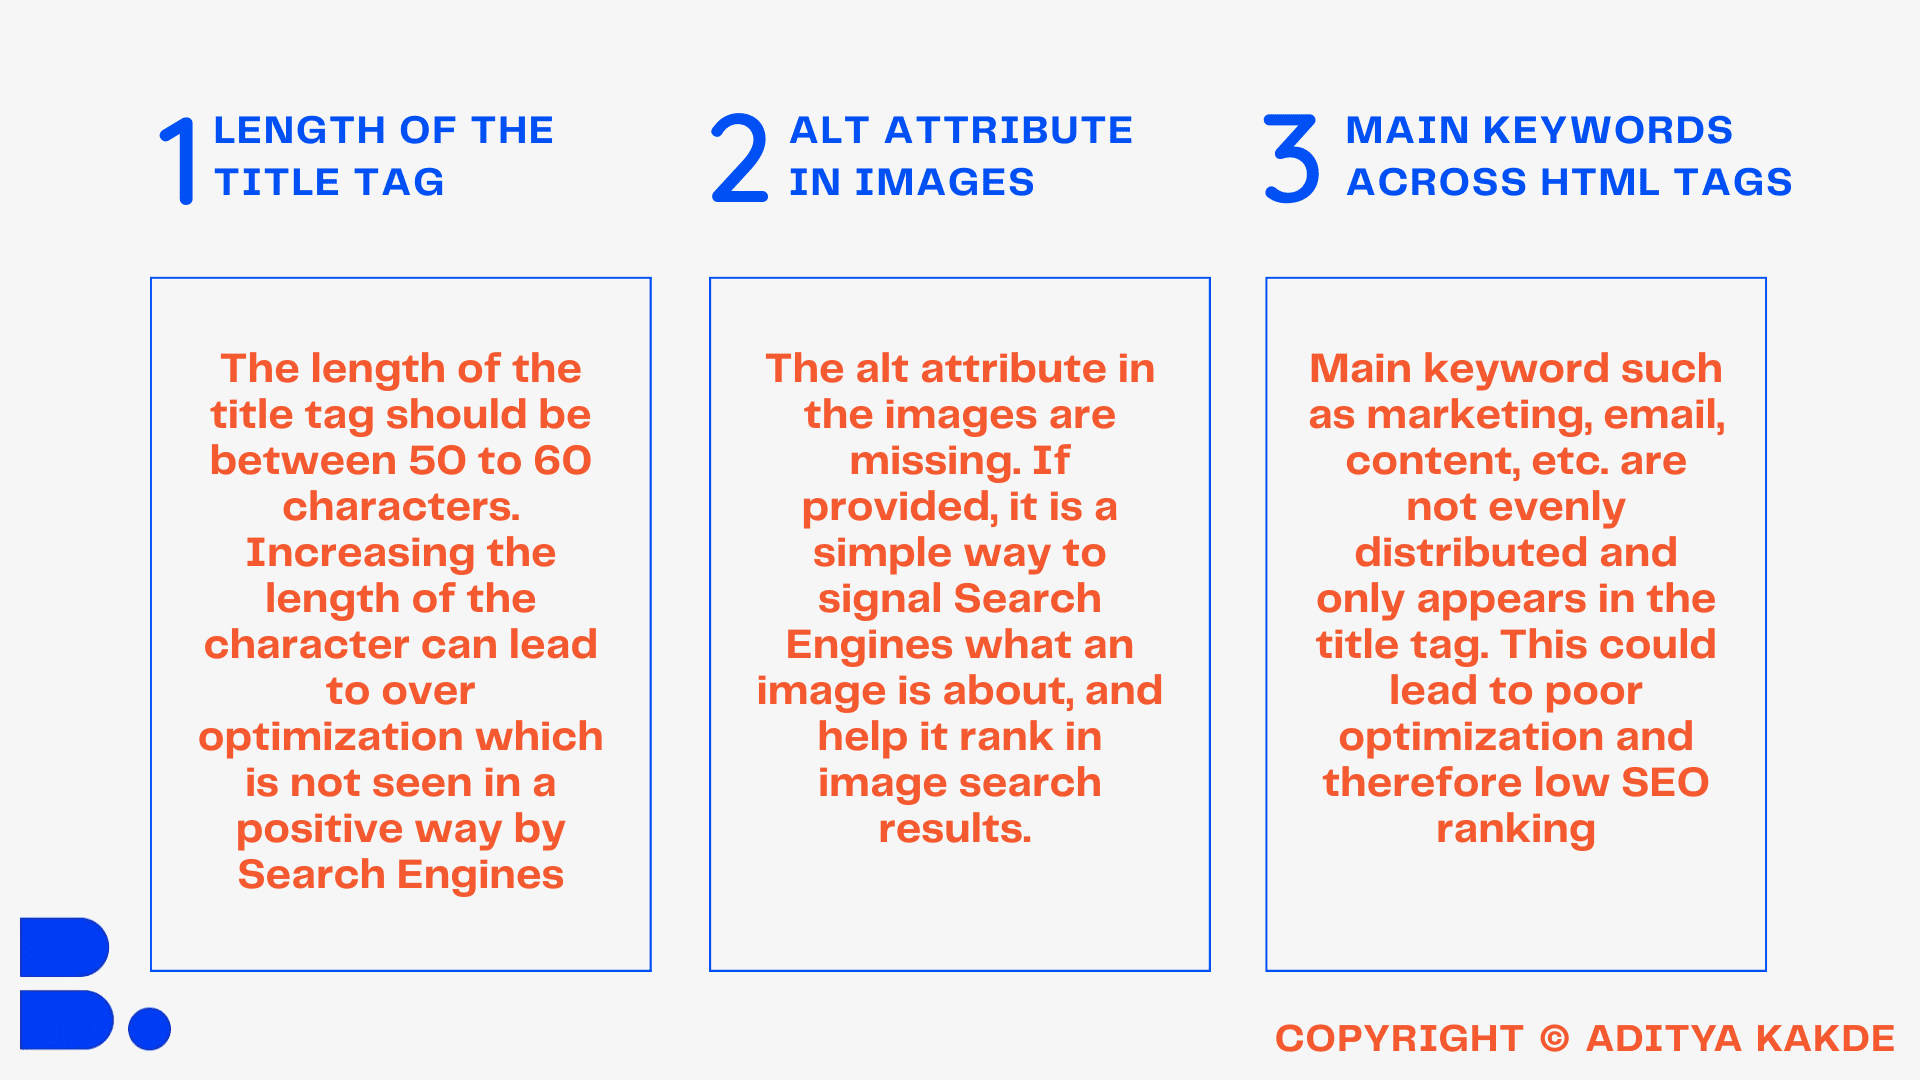 1
LENGTH OF THE
TITLE TAG
The length of the
title tag should be
between 50 to 60
characters.
Increasing the
length of the
character can lead
to over
optimization which
is not seen in a
positive way by
Search Engines
2
ALT ATTRIBUTE
IN IMAGES
The alt attribute in
the images are
missing. If
provided, it is a
simple way to
signal Search
Engines what an
image is about, and
help it rank in
image search
results.
3
MAIN KEYWORDS
ACROSS HTML TAGS
Main keyword such
as marketing, email,
content, etc. are
not evenly
distributed and
only appears in the
title tag. This could
lead to poor
optimization and
therefore low SEO
ranking
B.
COPYRIGHT © ADITYA KAKDE